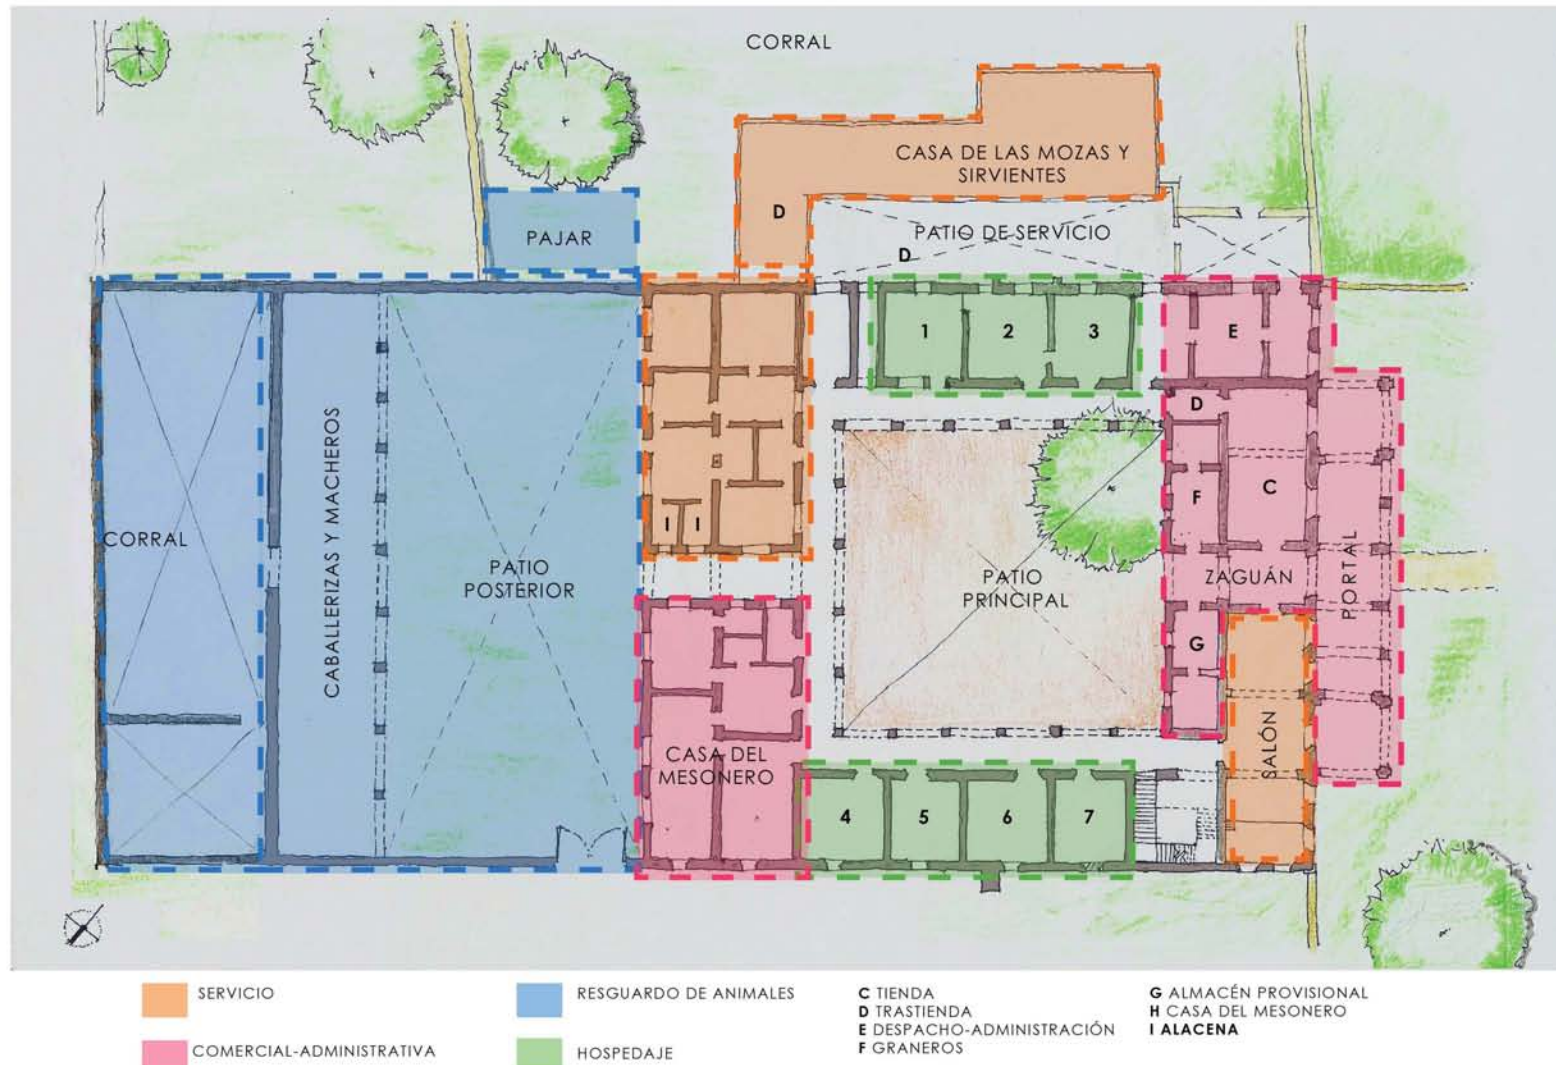 CORRAL
CASA DE LAS MOZAS Y
SIRVIENTES
D
PAJAR
PATIO DE SERVICIO
D
1
2
3
E
D
C
F
I
I
CORRAL
CABALLERIZAS Y MACHEROS
PATIO
POSTERIOR
PATIO
PRINCIPAL
ZAGUÁN
PORTAL
G
SALÓN
CASA DEL
MESONERO
4
5
6
7
SERVICIO
COMERCIAL-ADMINISTRATIVA
RESGUARDO DE ANIMALES
HOSPEDAJE
C TIENDA
D TRASTIENDA
E DESPACHO-ADMINISTRACIÓN
F GRANEROS
G ALMACÉN PROVISIONAL
H CASA DEL MESONERO
I ALACENA